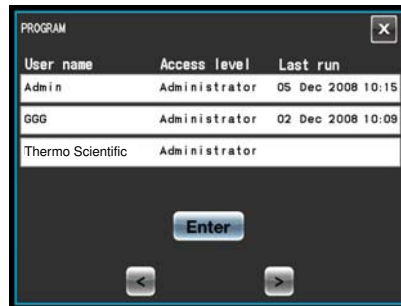 PROGRAM X
User name Access level Last run
Admin Administrator 05 Dec 2008 10:15
GGG Administrator 02 Dec 2008 10:09
Thermo Scientific Administrator
Enter
< >